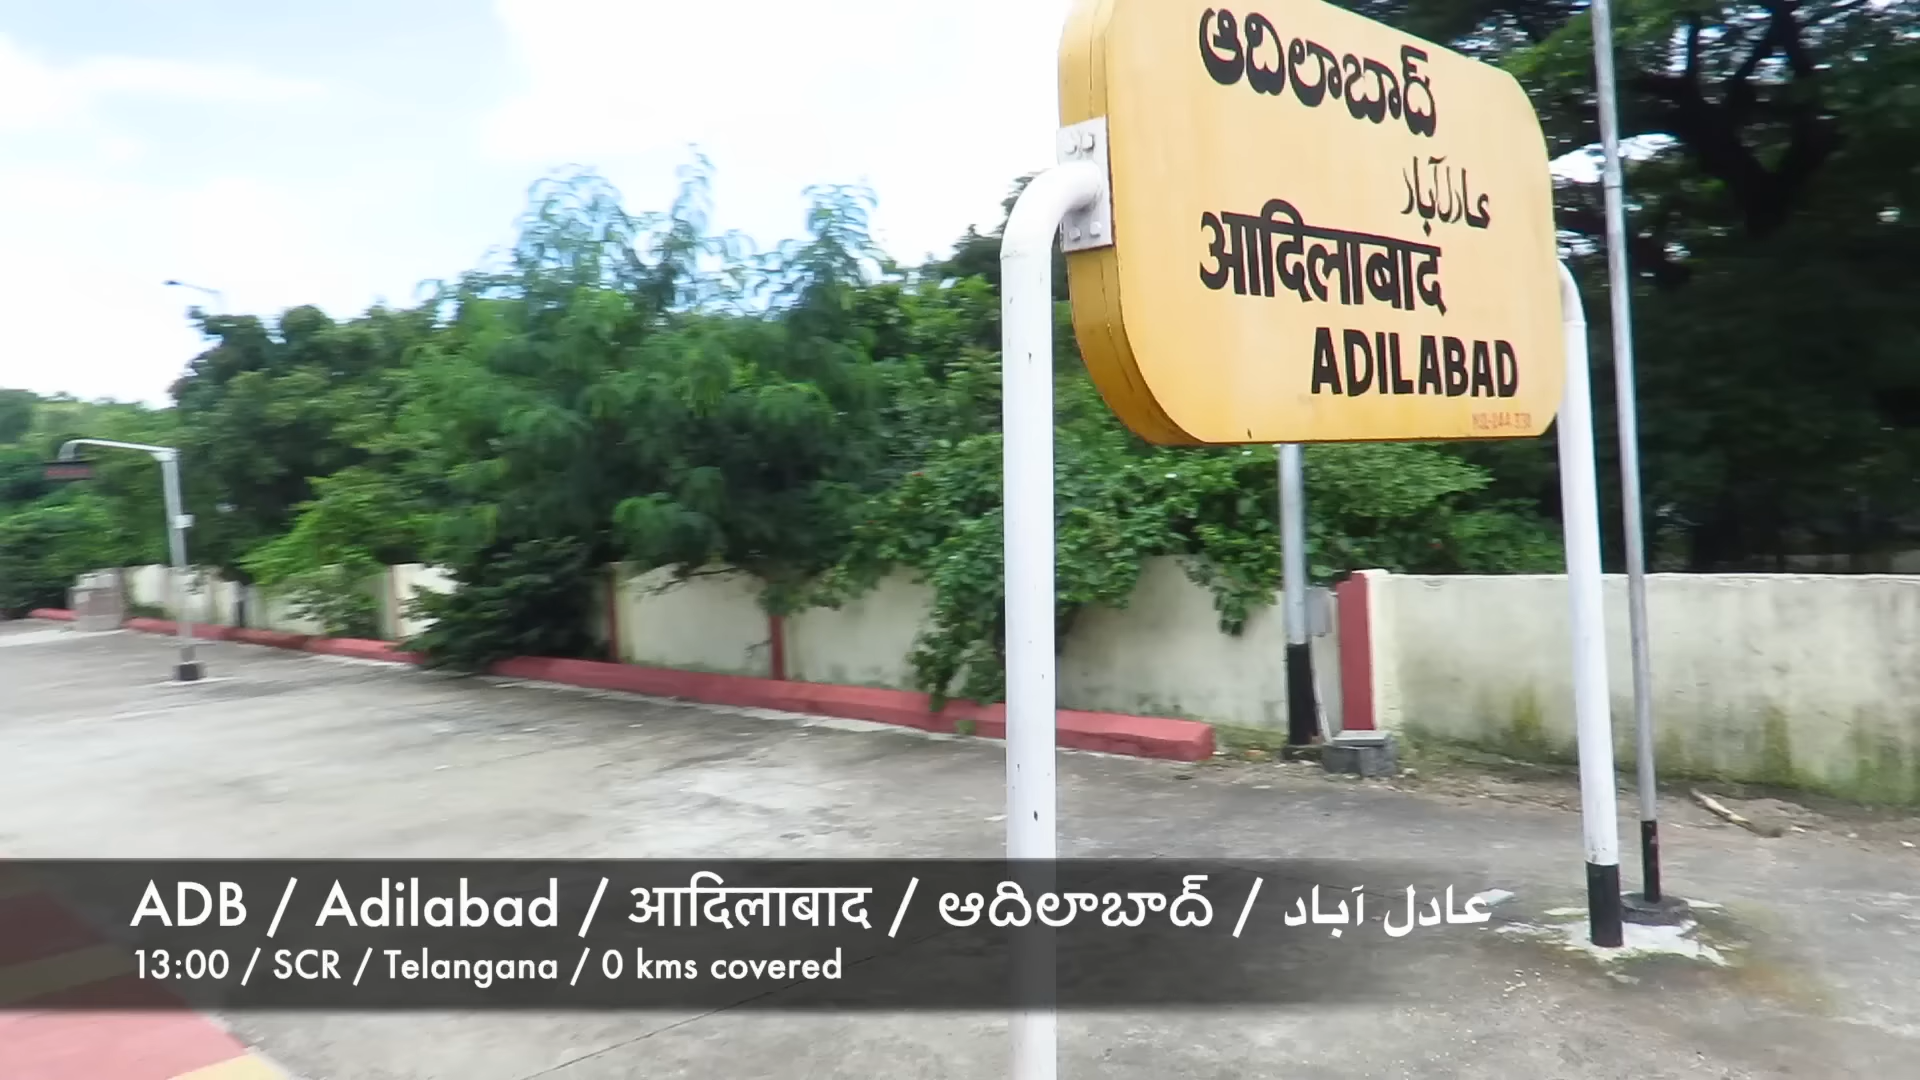 ఆదిలాబాద్
عادل آباد
आदिलाबाद
ADILABAD
ADB / Adilabad / आदिलाबाद / ఆదిలాబాద్ / عادل آباد
13:00 / SCR / Telangana / 0 kms covered